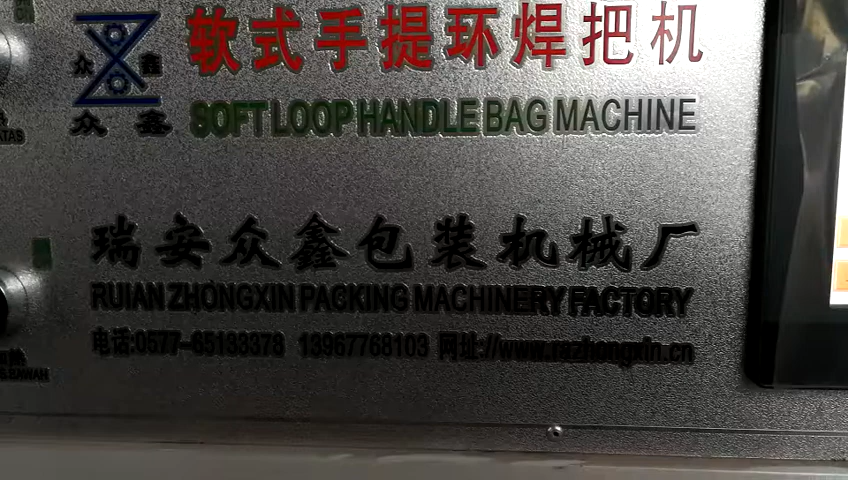 软式手提环焊把机
众 鑫
众 鑫
SOFT LOOP HANDLE BAG MACHINE
ATAS
瑞安众鑫包装机械厂
RUIAN ZHONGXIN PACKING MACHINERY FACTORY
电话:0577-65133378 13967768103 网址://www.razhongxin.cn